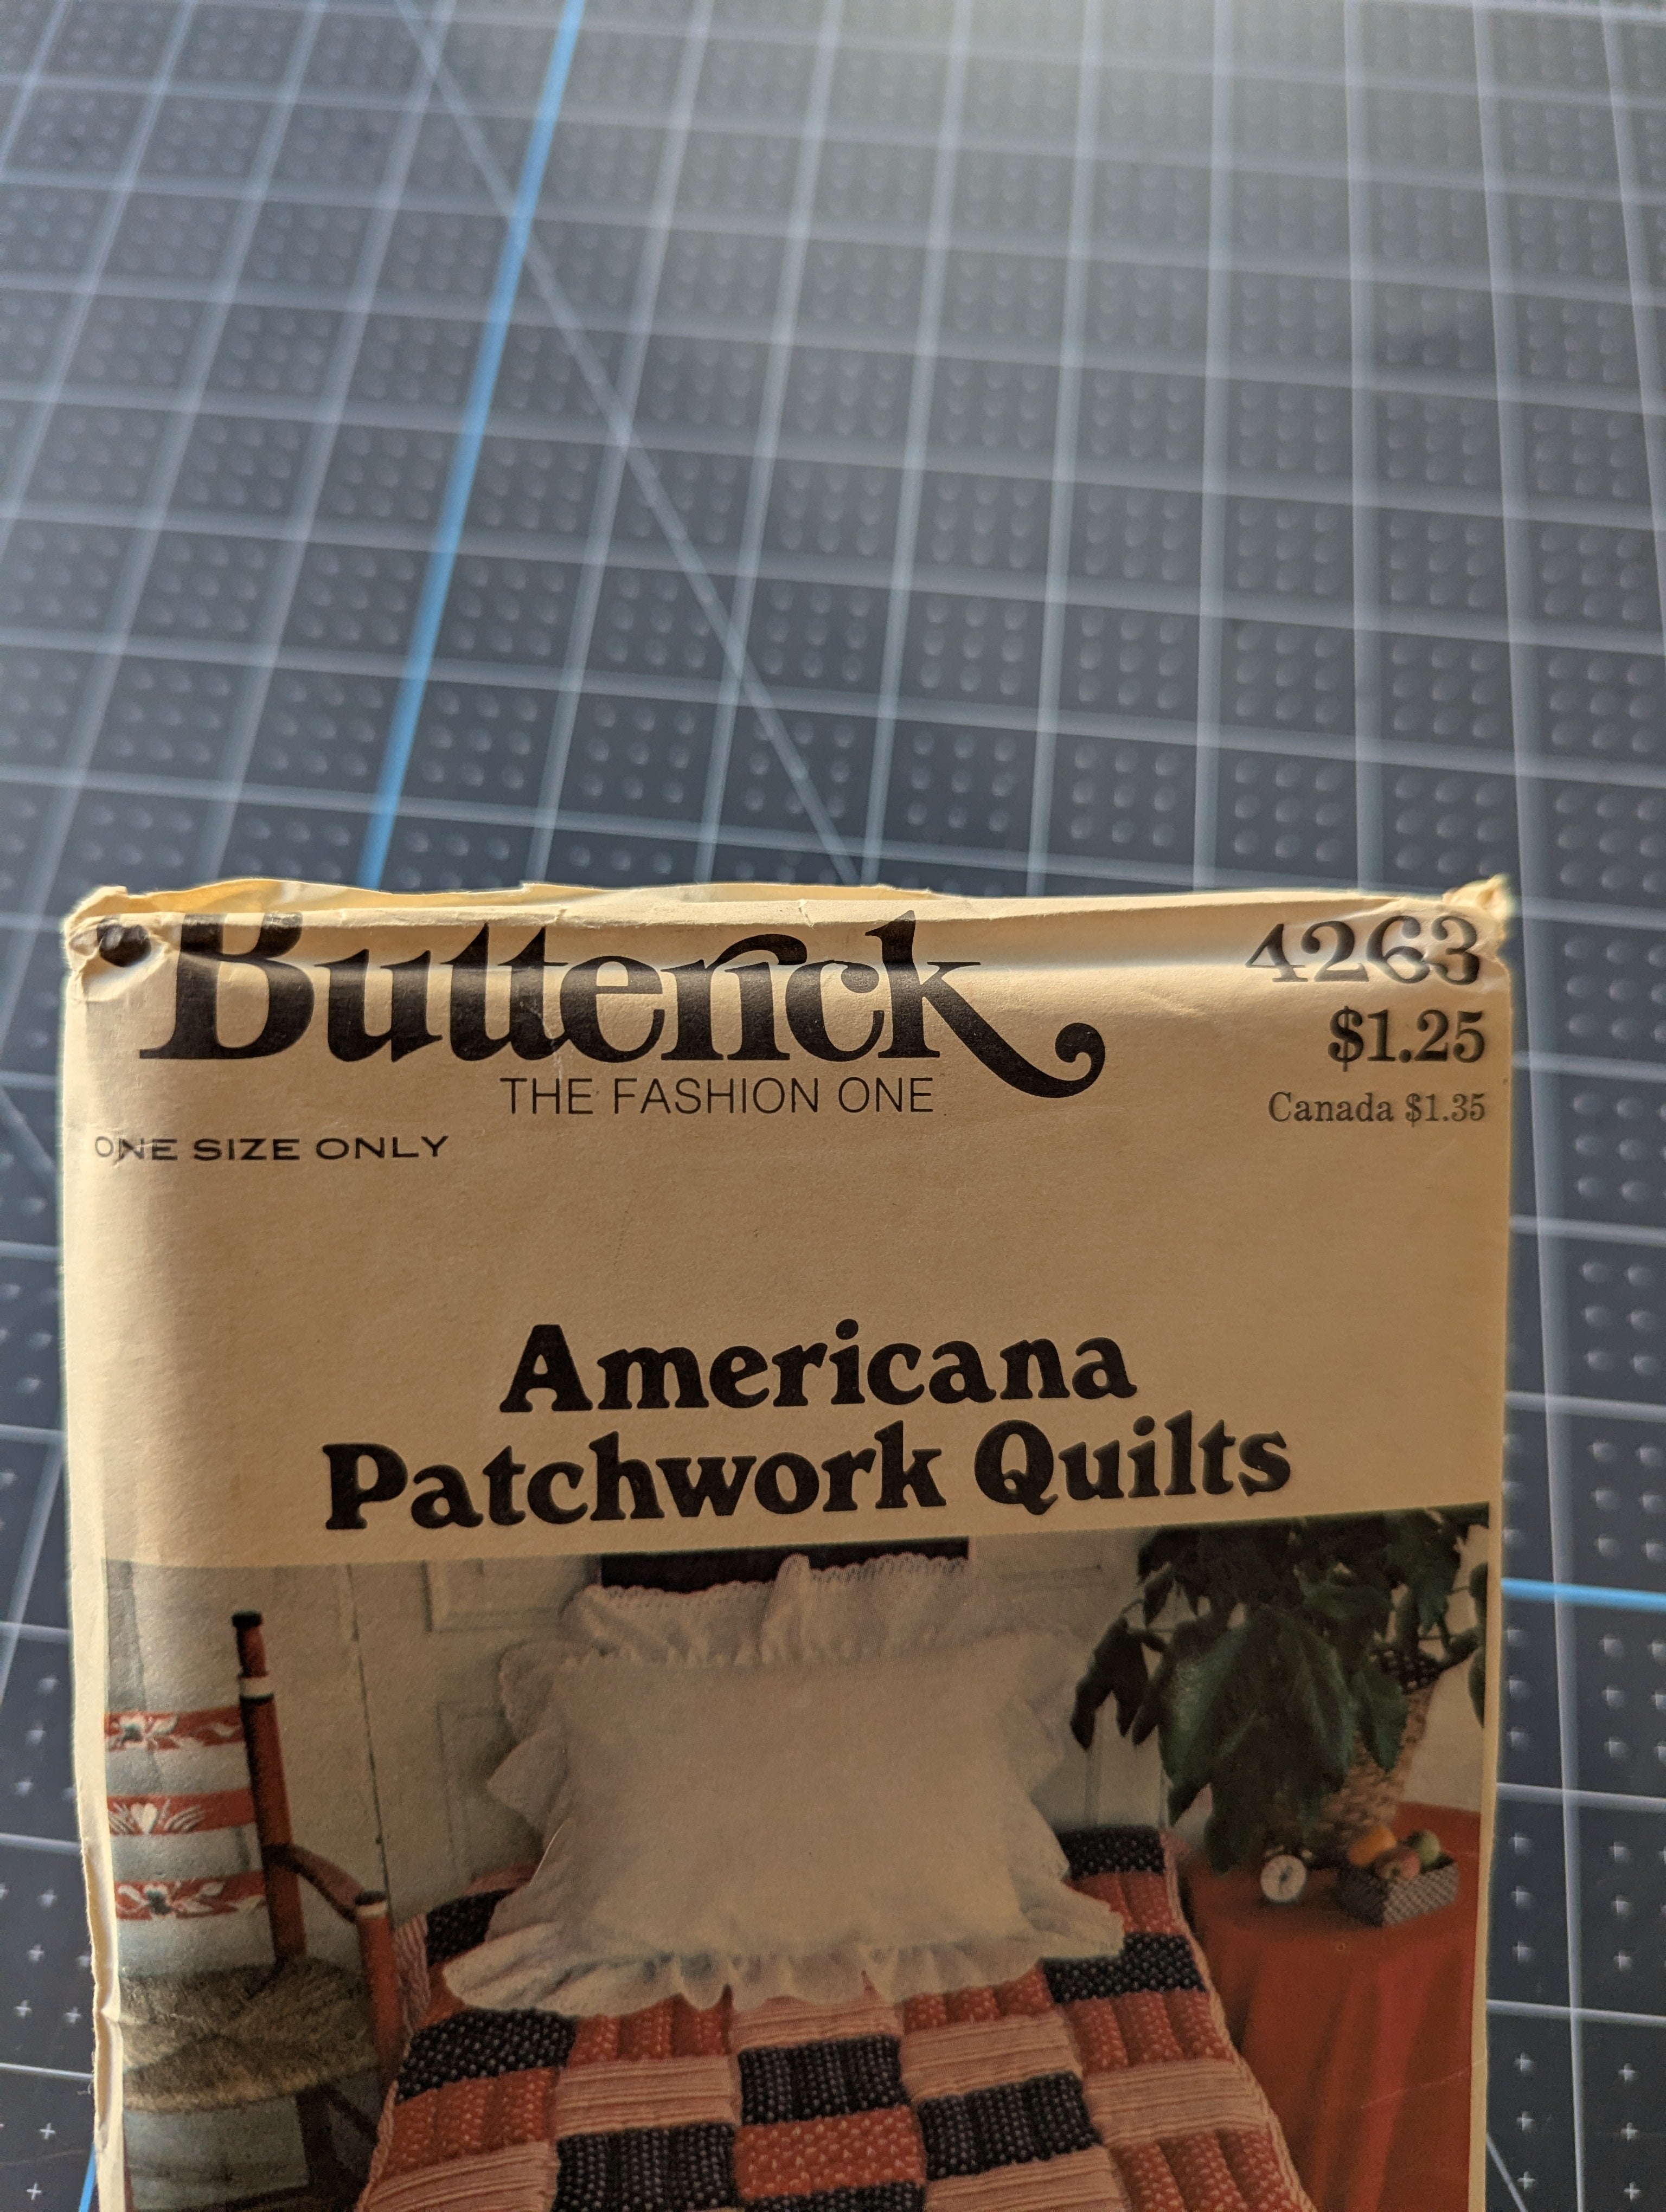 Butterick
4263
$1.25
THE FASHION ONE
Canada $1.35
ONE SIZE ONLY
Americana
Patchwork Quilts